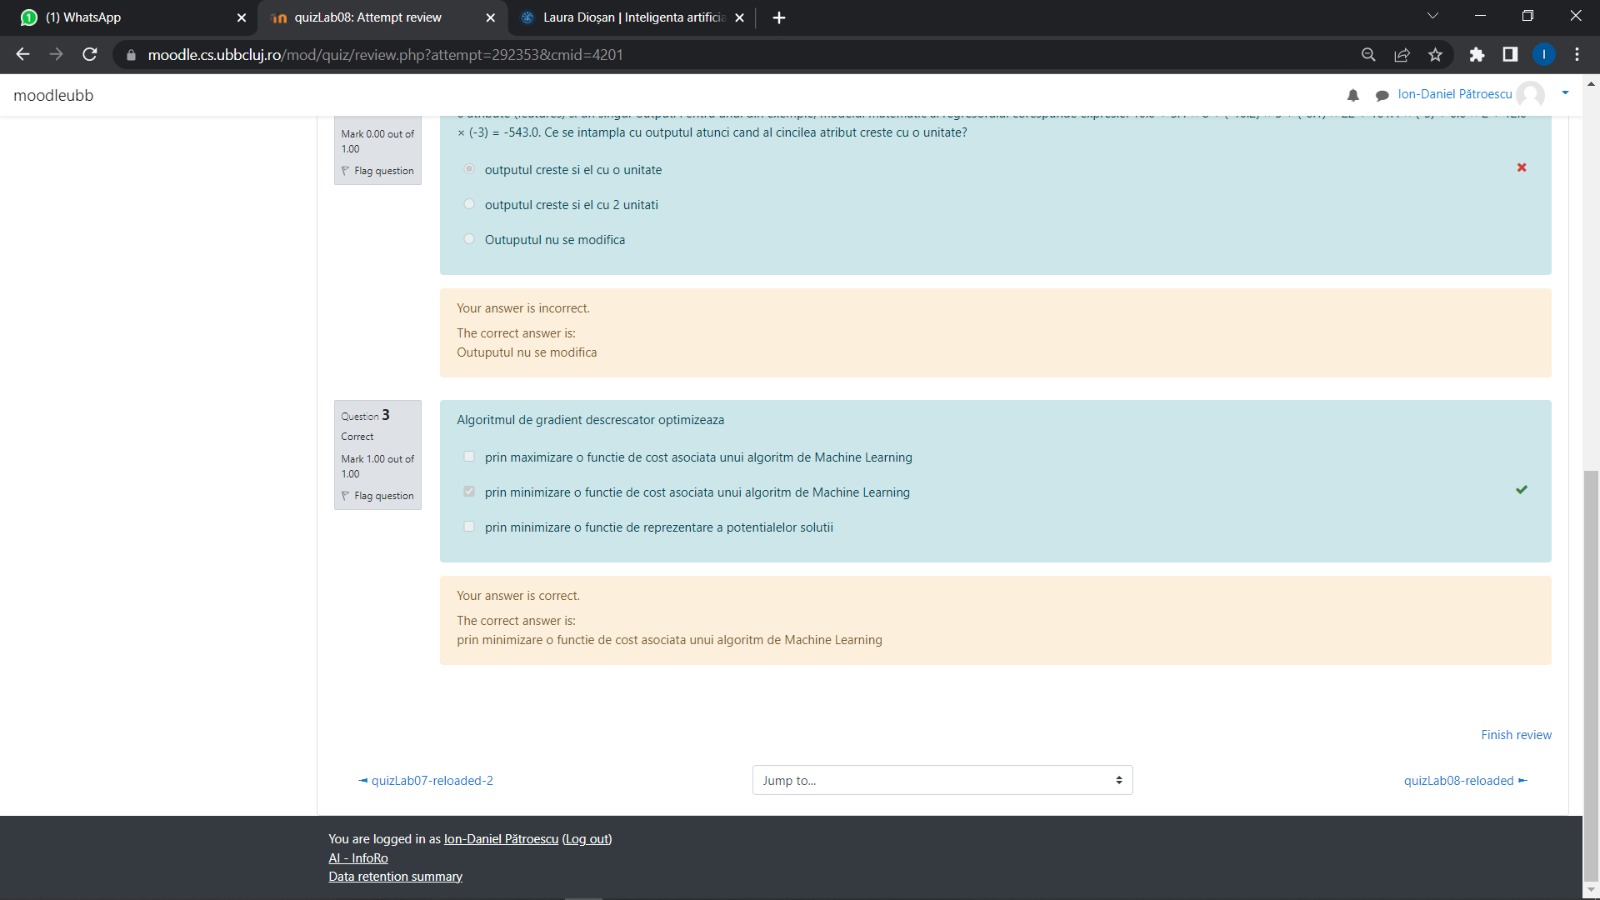 (1) WhatsApp
quizLab08: Attempt review
Laura Dioșan | Inteligenta artificia
moodle.cs.ubbcluj.ro/mod/quiz/review.php?attempt=292353&cmid=4201
I
moodleubb
Ion-Daniel Pătroescu
Mark 0.00 out of
1.00
Flag question
× (-3) = -543.0. Ce se intampla cu outputul atunci cand al cincilea atribut creste cu o unitate?
outputul creste si el cu o unitate
outputul creste si el cu 2 unitati
Outuputul nu se modifica
Your answer is incorrect.
The correct answer is:
Outuputul nu se modifica
Question 3
Correct
Mark 1.00 out of
1.00
Flag question
Algoritmul de gradient descrescator optimizeaza
prin maximizare o functie de cost asociata unui algoritm de Machine Learning
prin minimizare o functie de cost asociata unui algoritm de Machine Learning
prin minimizare o functie de reprezentare a potentialelor solutii
Your answer is correct.
The correct answer is:
prin minimizare o functie de cost asociata unui algoritm de Machine Learning
Finish review
◄ quizLab07-reloaded-2
Jump to...
quizLab08-reloaded ►
You are logged in as Ion-Daniel Pătroescu (Log out)
AI - InfoRo
Data retention summary